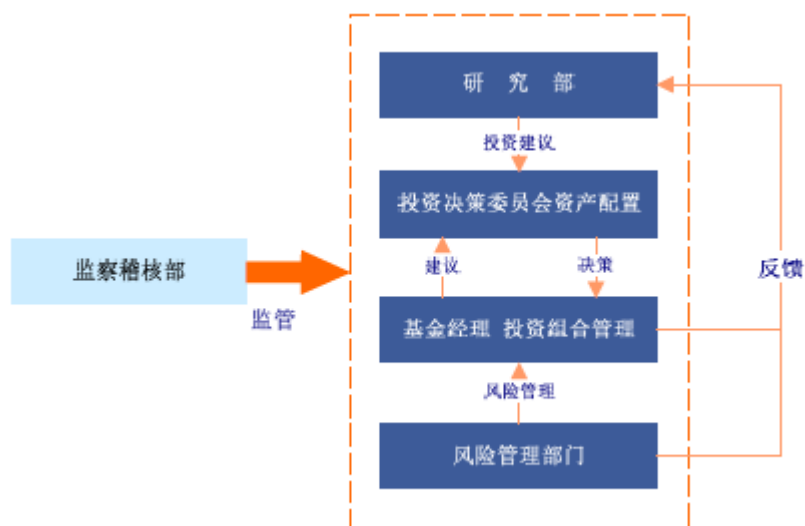 研 究 部
投资建议
投资决策委员会资产配置
监察稽核部
监管
建议
决策
反馈
基金经理 投资组合管理
风险管理
风险管理部门